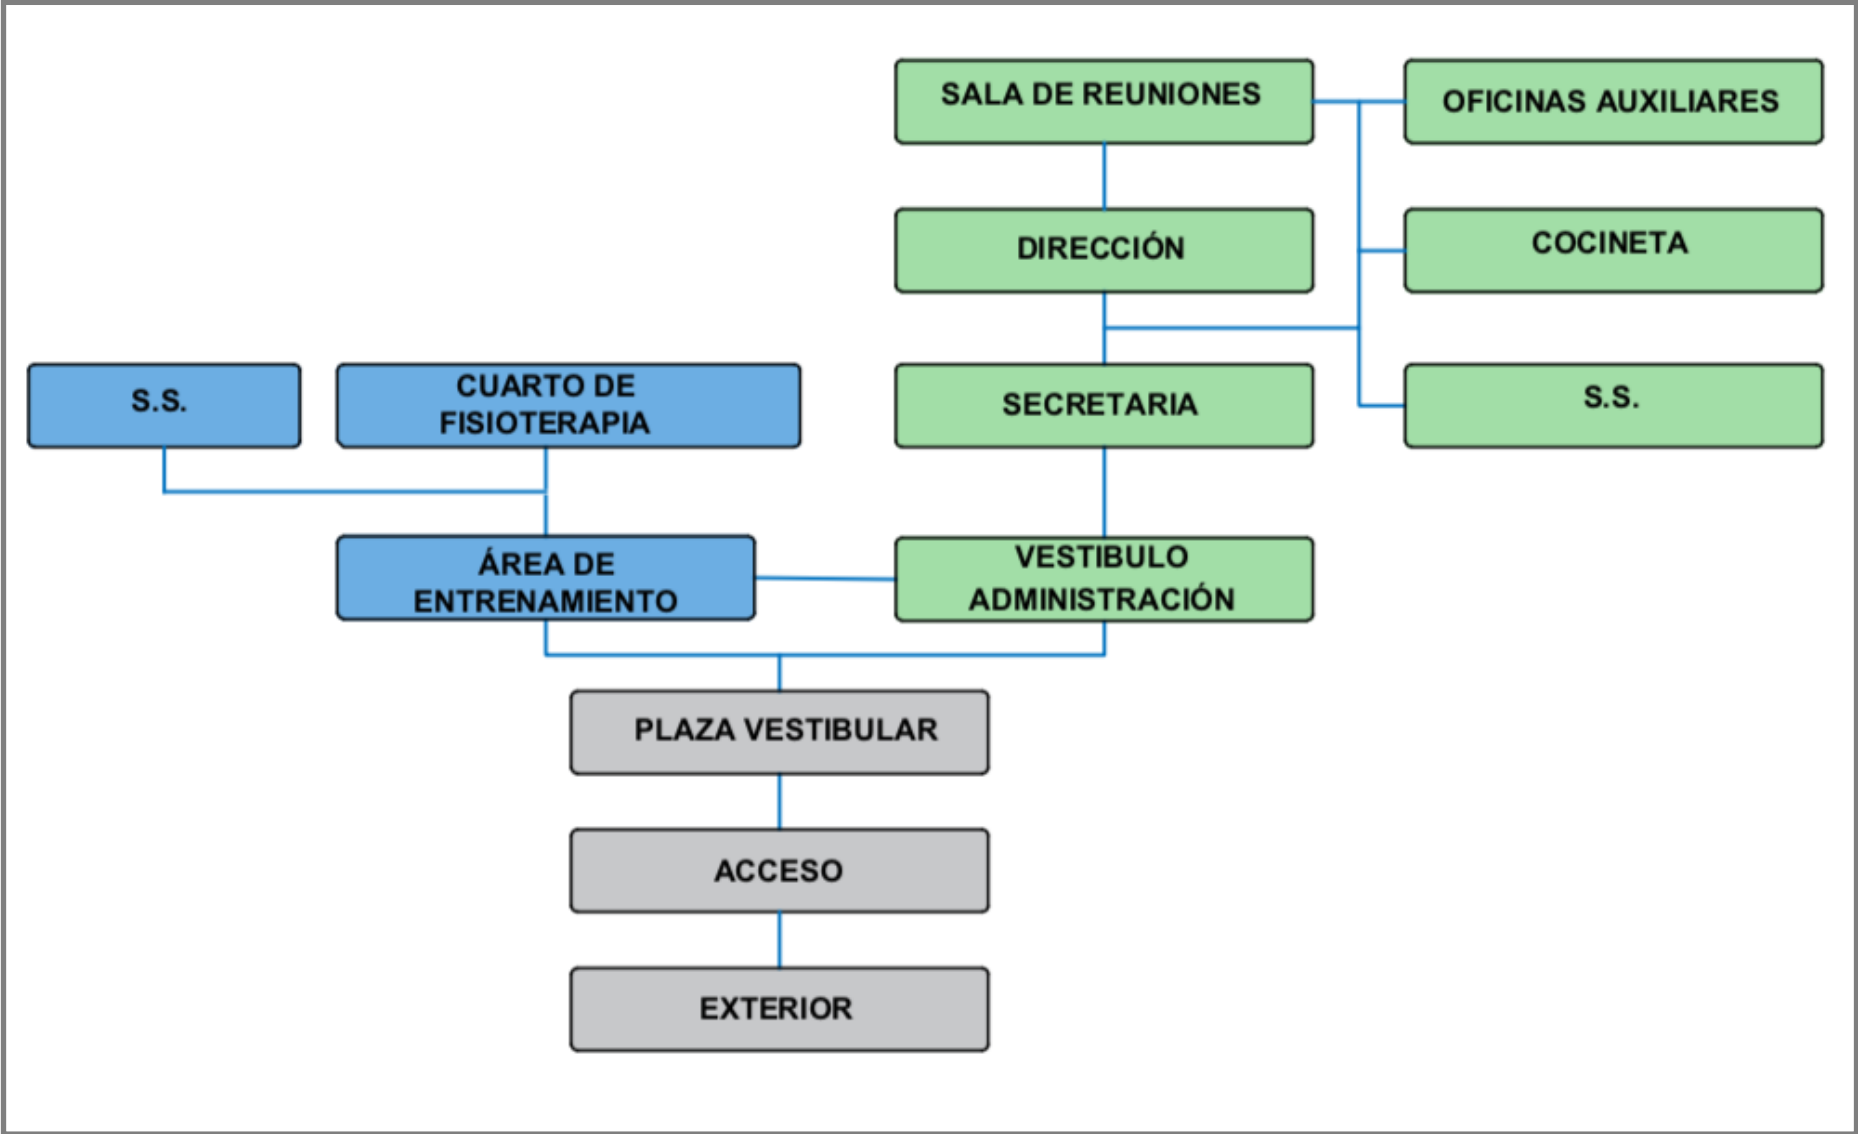 SALA DE REUNIONES
OFICINAS AUXILIARES
DIRECCIÓN
COCINETA
S.S.
CUARTO DE
FISIOTERAPIA
SECRETARIA
S.S.
ÁREA DE
ENTRENAMIENTO
VESTIBULO
ADMINISTRACIÓN
PLAZA VESTIBULAR
ACCESO
EXTERIOR